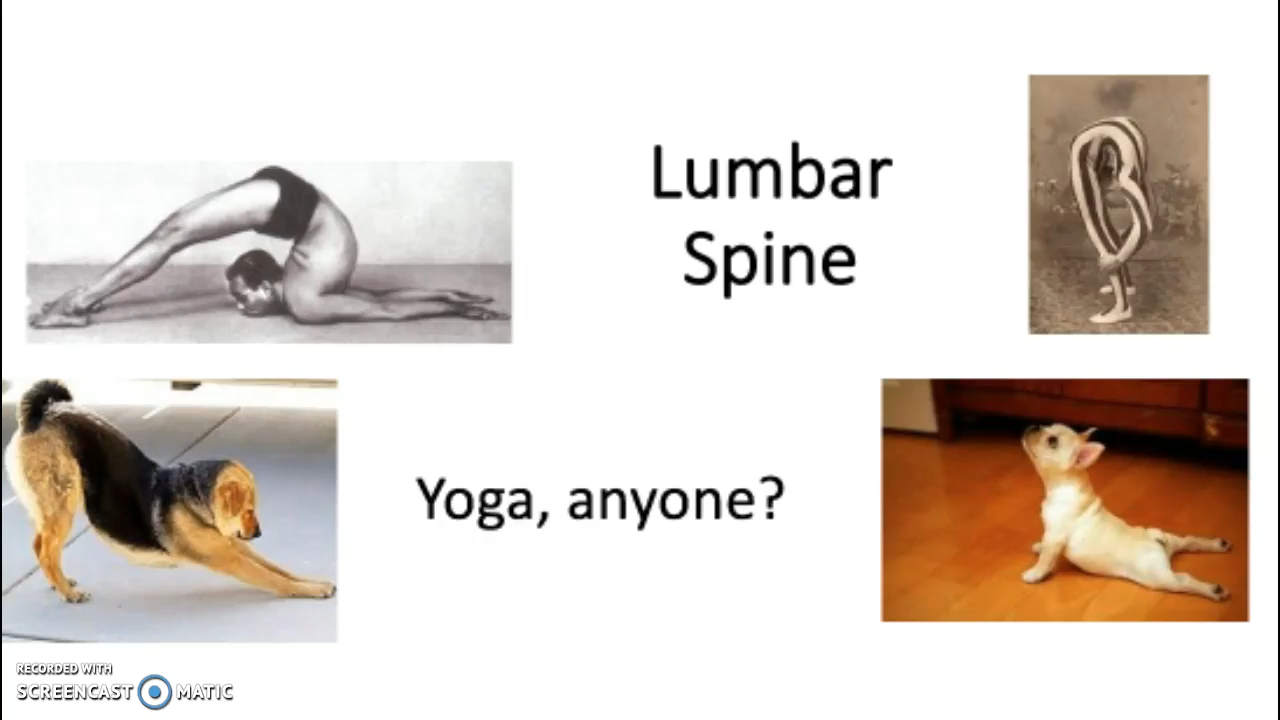 Lumbar
Spine
Yoga, anyone?
RECORDED WITH
SCREENCAST MATIC